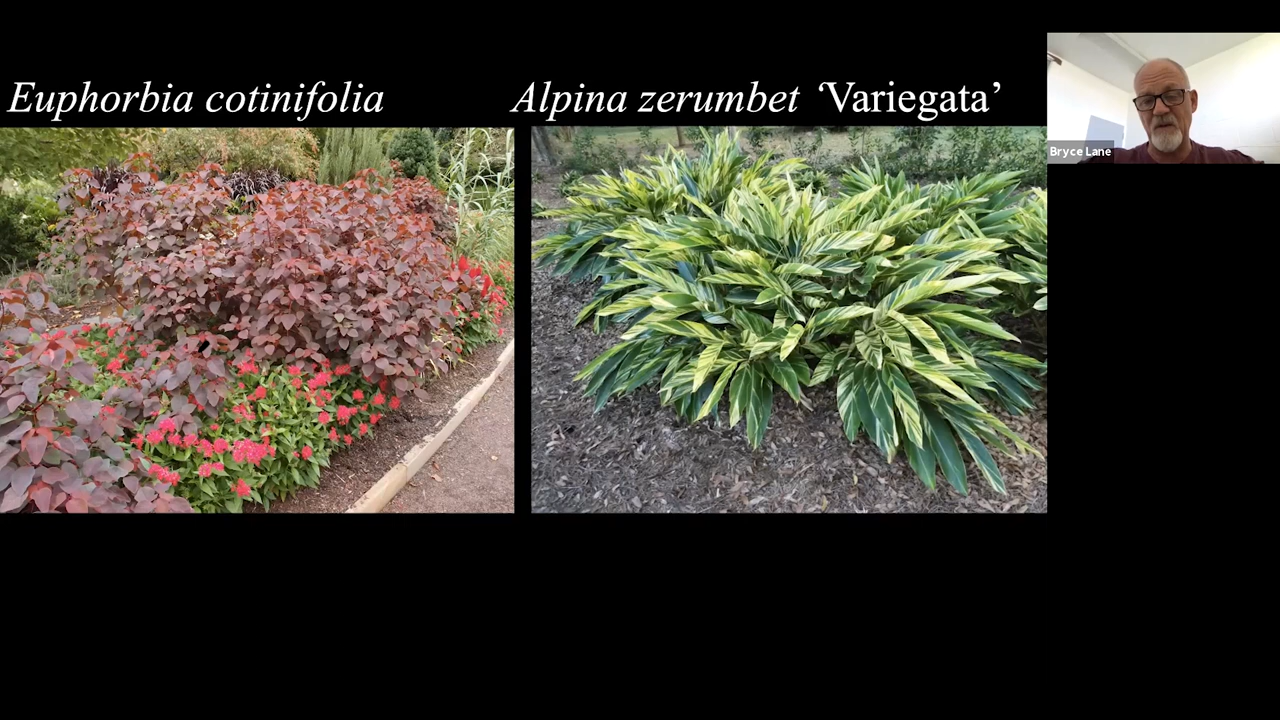 Euphorbia cotinifolia
Alpina zerumbet ‘Variegata’
Bryce Lane